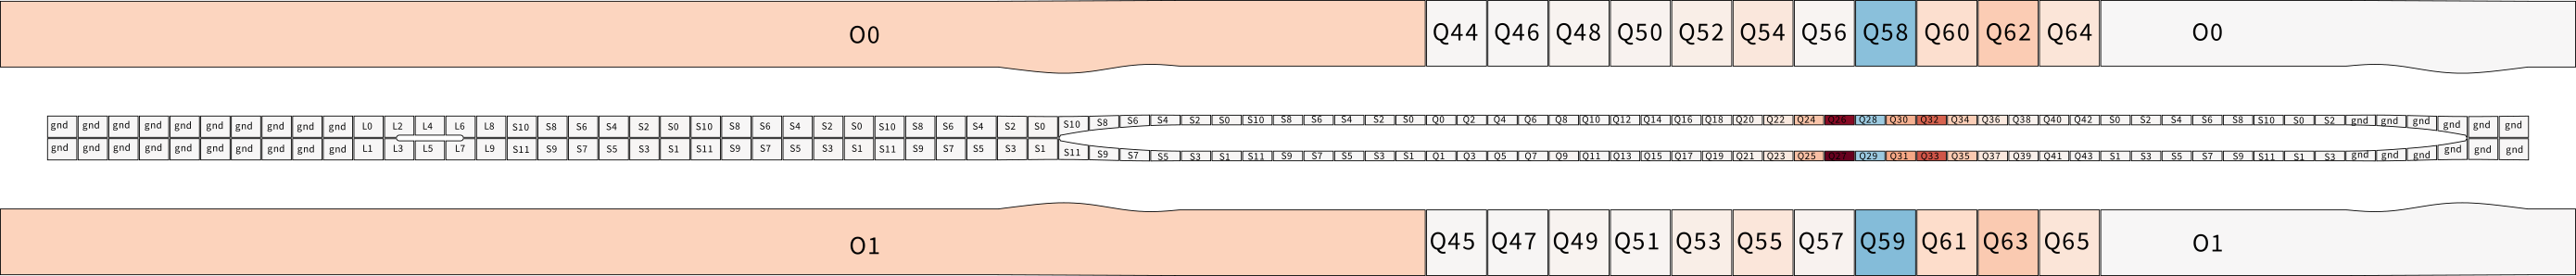 O0 Q44 Q46 Q48 Q50 Q52 Q54 Q56 Q58 Q60 Q62 Q64 O0
gnd gnd gnd gnd gnd gnd gnd gnd gnd gnd L0 L2 L4 L6 L8 S10 S8 S6 S4 S2 S0 S10 S8 S6 S4 S2 S0 S10 S8 S6 S4 S2 S0 S10 S8 S6 S4 S2 S0 S10 S8 S6 S4 S2 S0 Q0 Q2 Q4 Q6 Q8 Q10 Q12 Q14 Q16 Q18 Q20 Q22 Q24 Q26 Q28 Q30 Q32 Q34 Q36 Q38 Q40 Q42 S0 S2 S4 S6 S8 S10 S0 S2 gnd gnd gnd gnd gnd gnd
gnd gnd gnd gnd gnd gnd gnd gnd gnd gnd L1 L3 L5 L7 L9 S11 S9 S7 S5 S3 S1 S11 S9 S7 S5 S3 S1 S11 S9 S7 S5 S3 S1 S11 S9 S7 S5 S3 S1 S11 S9 S7 S5 S3 S1 Q1 Q3 Q5 Q7 Q9 Q11 Q13 Q15 Q17 Q19 Q21 Q23 Q25 Q27 Q29 Q31 Q33 Q35 Q37 Q39 Q41 Q43 S1 S3 S5 S7 S9 S11 S1 S3 gnd gnd gnd gnd gnd gnd
O1 Q45 Q47 Q49 Q51 Q53 Q55 Q57 Q59 Q61 Q63 Q65 O1